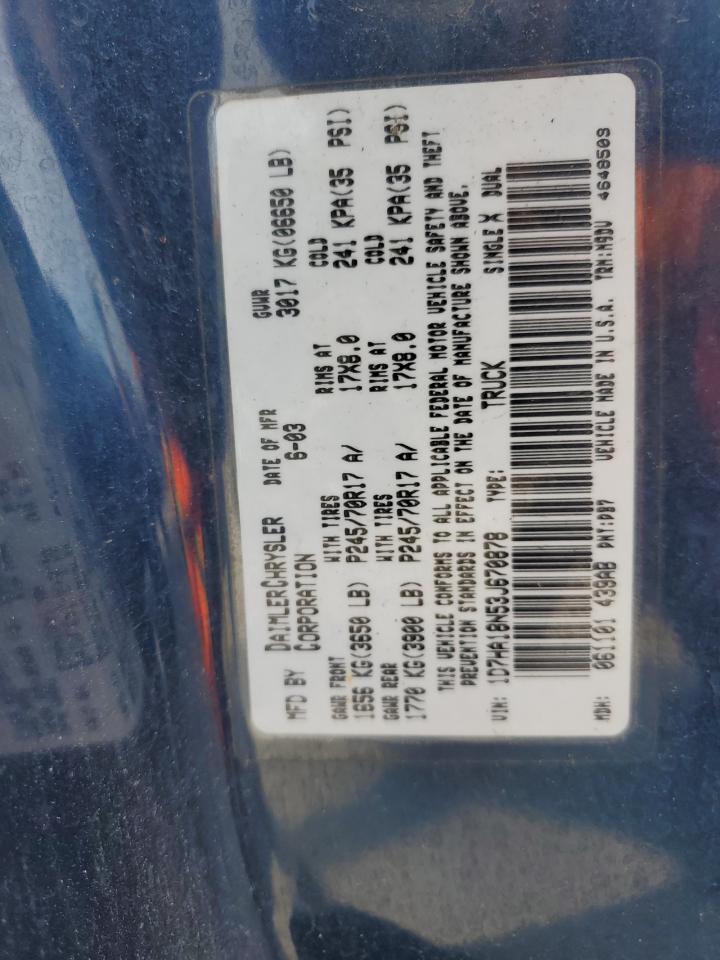 MFD BY DAIMLERCHRYSLER CORPORATION DATE OF MFR 6-03 GVWR 3017 KG(06650 LB)
GAWR FRONT WITH TIRES RIMS AT COLD
1656 KG(3650 LB) P245/70R17 A/ 17X8.0 241 KPA(35 PSI)
GAWR REAR WITH TIRES RIMS AT COLD
1770 KG(3900 LB) P245/70R17 A/ 17X8.0 241 KPA(35 PSI)
THIS VEHICLE CONFORMS TO ALL APPLICABLE FEDERAL MOTOR VEHICLE SAFETY AND THEFT
PREVENTION STANDARDS IN EFFECT ON THE DATE OF MANUFACTURE SHOWN ABOVE.
VIN: 1D7HA18N53J670878 TYPE: TRUCK SINGLE X DUAL
MDH: 061101 439AB PNT:PB7 VEHICLE MADE IN U.S.A. TRM:M9DV 4648509